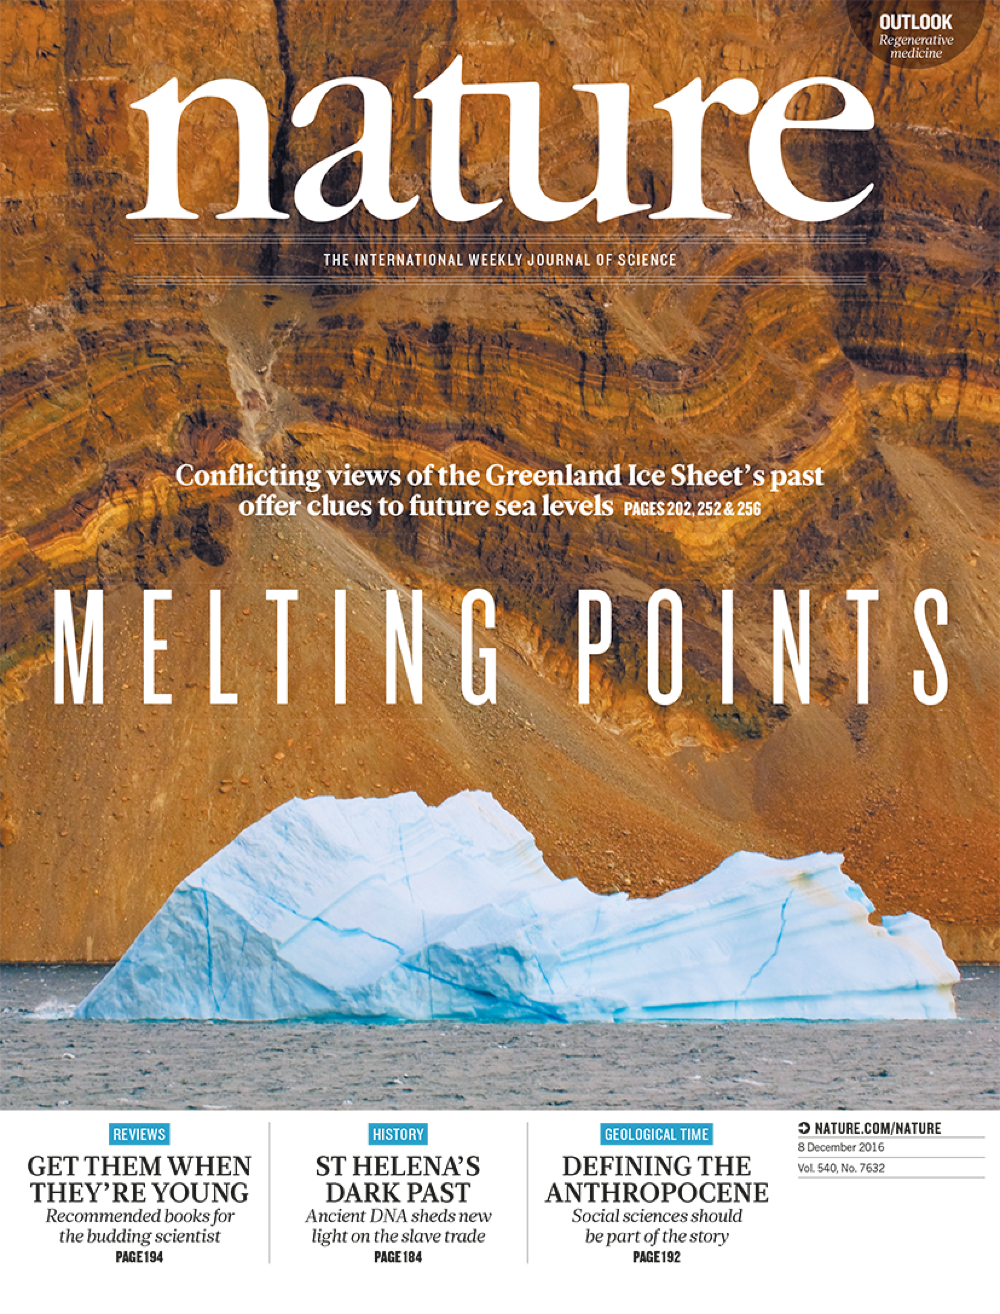 OUTLOOK
Regenerative
medicine
nature
THE INTERNATIONAL WEEKLY JOURNAL OF SCIENCE
Conflicting views of the Greenland Ice Sheet's past
offer clues to future sea levels PAGES 202, 252 & 256
MELTING POINTS
REVIEWS
GET THEM WHEN
THEY'RE YOUNG
Recommended books for
the budding scientist
PAGE 194
HISTORY
ST HELENA'S
DARK PAST
Ancient DNA sheds new
light on the slave trade
PAGE 184
GEOLOGICAL TIME
DEFINING THE
ANTHROPOCENE
Social sciences should
be part of the story
PAGE 192
NATURE.COM/NATURE
8 December 2016
Vol. 540, No. 7632